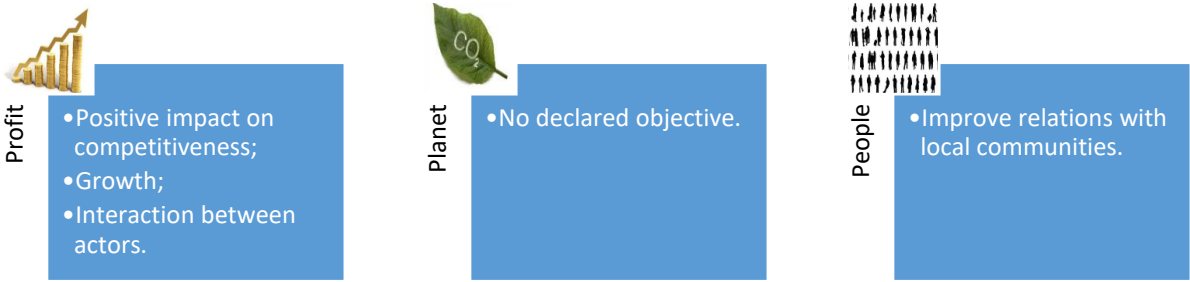 Profit
•Positive impact on
competitiveness;
•Growth;
•Interaction between
actors.
CO2
Planet
•No declared objective.
People
•Improve relations with
local communities.